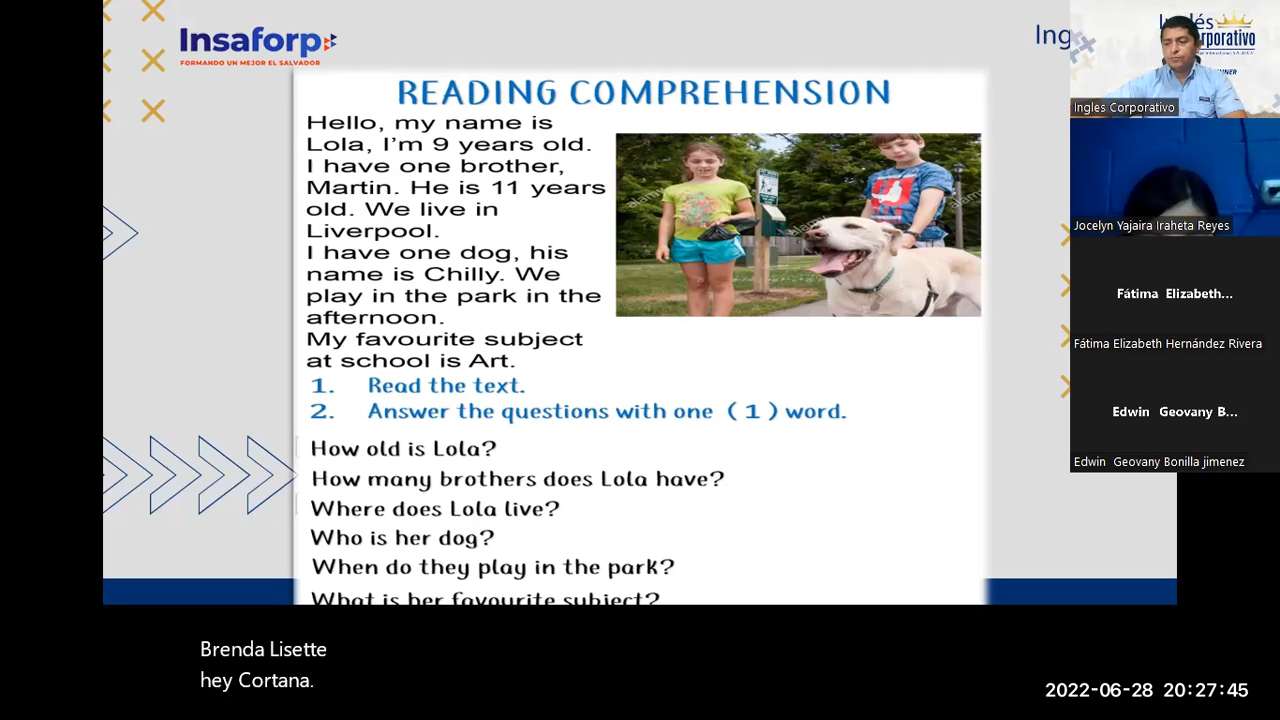 Insaforp
FORMANDO UN MEJOR EL SALVADOR
READING COMPREHENSION
Hello, my name is
Lola, I'm 9 years old.
I have one brother,
Martin. He is 11 years
old. We live in
Liverpool.
I have one dog, his
name is Chilly. We
play in the park in the
afternoon.
My favourite subject
at school is Art.
1. Read the text.
2. Answer the questions with one (1) word.
How old is Lola?
How many brothers does Lola have?
Where does Lola live?
Who is her dog?
When do they play in the park?
What is her favourite subject?
Ing
Ingles Corporativo
Jocelyn Yajaira Iraheta Reyes
Fátima Elizabeth...
Fátima Elizabeth Hernández Rivera
Edwin Geovany B...
Edwin Geovany Bonilla jimenez
Brenda Lisette
hey Cortana.
2022-06-28 20:27:45